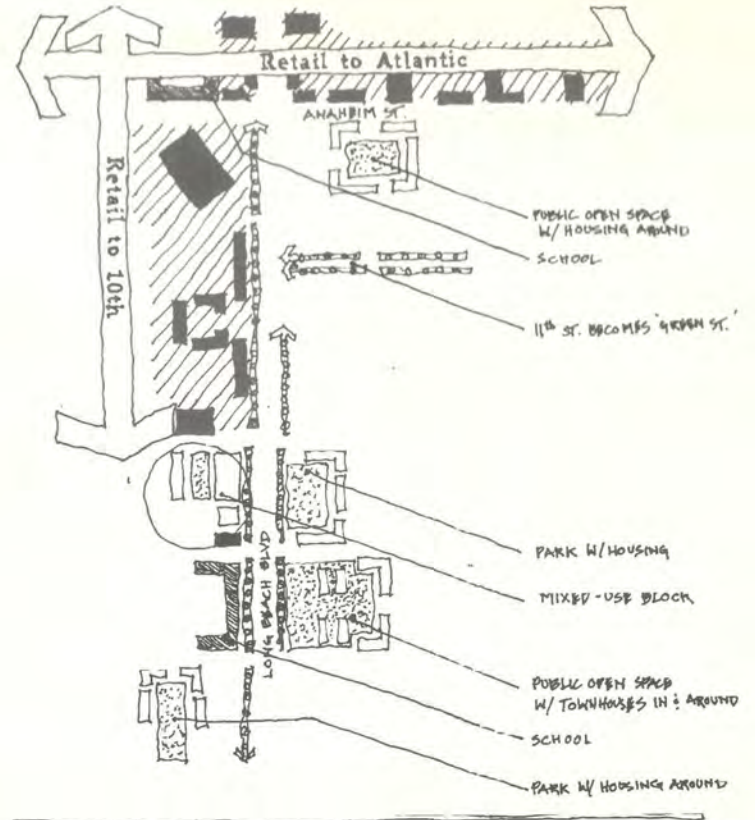 Retail to Atlantic
ANAHEIM ST.
Retail to 10th
PUBLIC OPEN SPACE
W/ HOUSING AROUND
SCHOOL
11th ST. BECOMES 'GREEN ST.'
PARK W/ HOUSING
MIXED-USE BLOCK
LONG BEACH BLVD
PUBLIC OPEN SPACE
W/ TOWNHOUSES IN & AROUND
SCHOOL
PARK W/ HOUSING AROUND